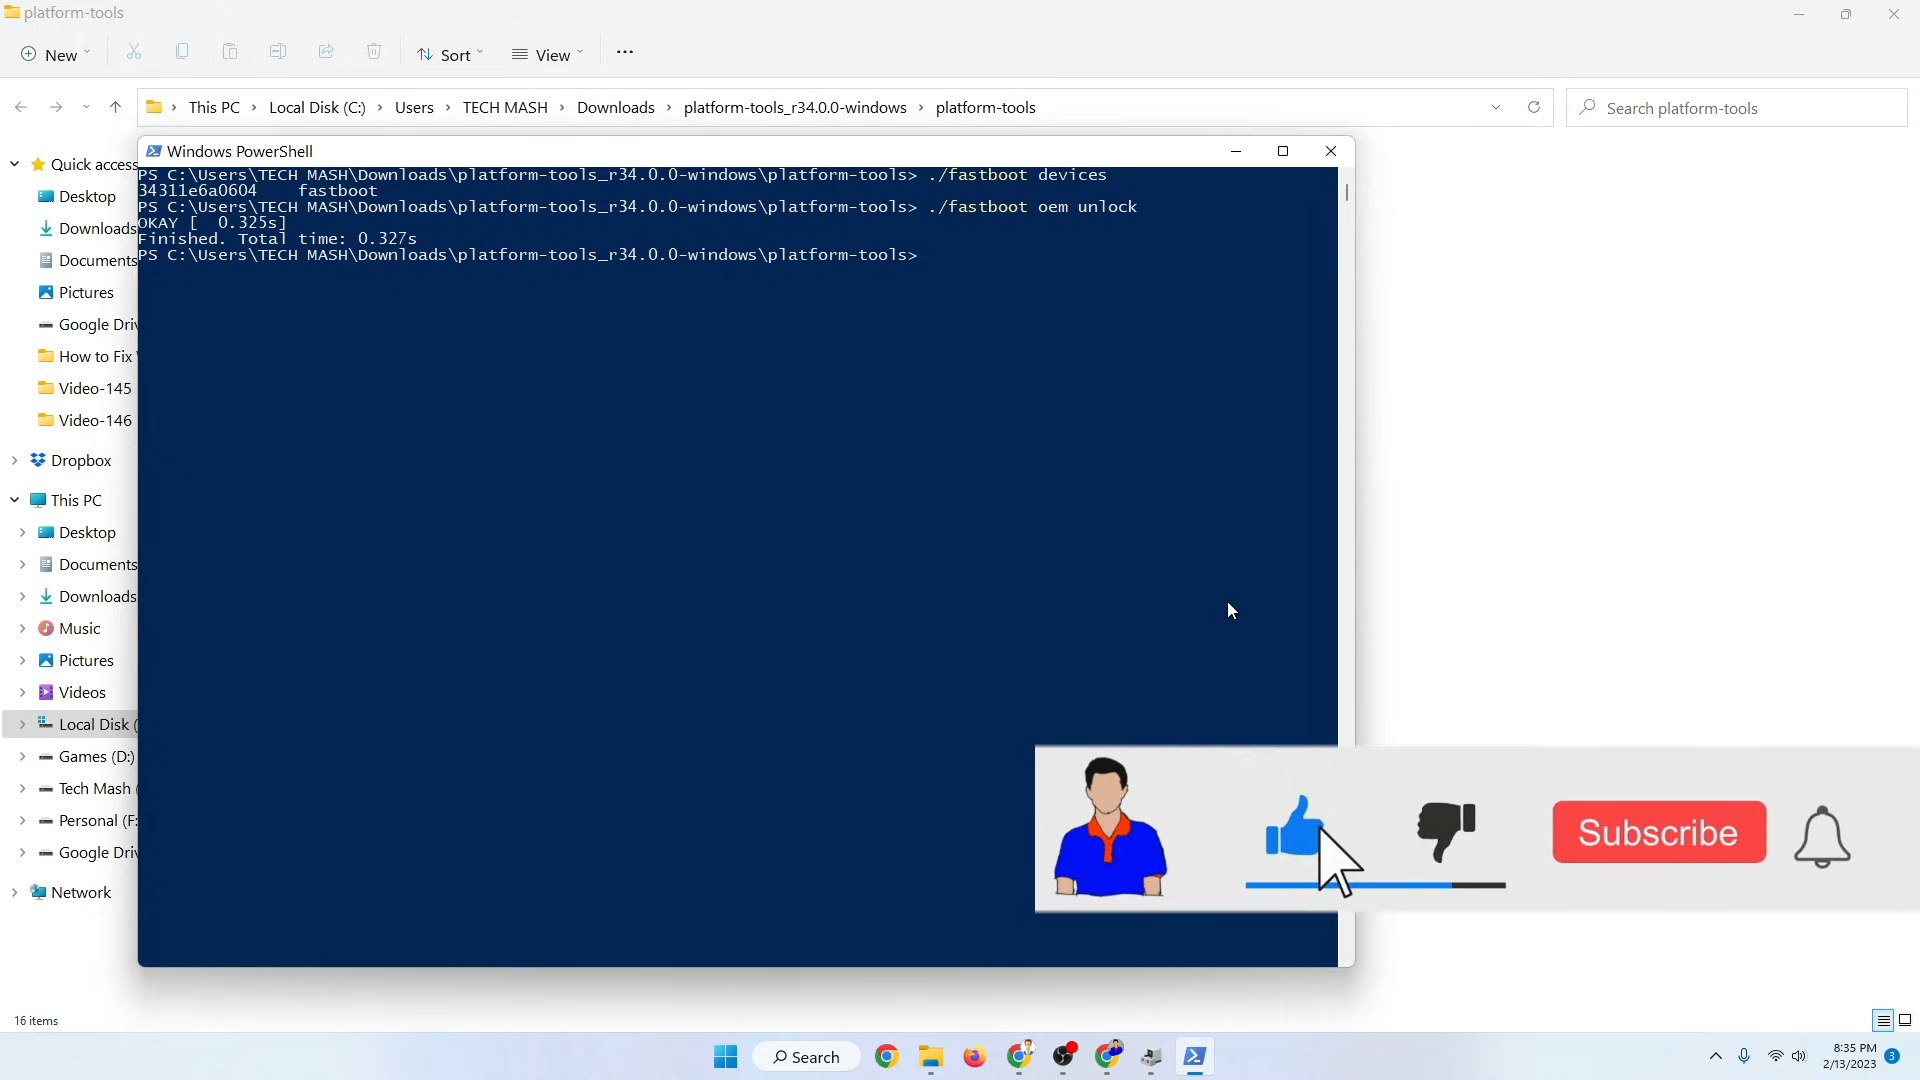 platform-tools
New
Sort
View
This PC > Local Disk (C:) > Users > TECH MASH > Downloads > platform-tools_r34.0.0-windows > platform-tools
Search platform-tools
Windows PowerShell
PS C:\Users\TECH MASH\Downloads\platform-tools_r34.0.0-windows\platform-tools> ./fastboot devices
34311e6a0604 fastboot
PS C:\Users\TECH MASH\Downloads\platform-tools_r34.0.0-windows\platform-tools> ./fastboot oem unlock
OKAY [ 0.325s]
Finished. Total time: 0.327s
PS C:\Users\TECH MASH\Downloads\platform-tools_r34.0.0-windows\platform-tools>
Quick access
Desktop
Downloads
Documents
Pictures
Google Driv
How to Fix
Video-145
Video-146
Dropbox
This PC
Desktop
Documents
Downloads
Music
Pictures
Videos
Local Disk (
Games (D:)
Tech Mash (
Personal (F:
Google Driv
Network
Subscribe
16 items
Search
8:35 PM
2/13/2023
3